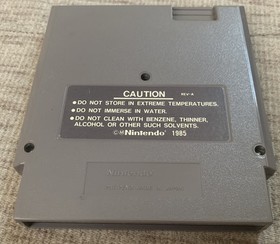 CAUTION
REV-A
●DO NOT STORE IN EXTREME TEMPERATURES.
●DO NOT IMMERSE IN WATER.
●DO NOT CLEAN WITH BENZENE, THINNER,
ALCOHOL OR OTHER SUCH SOLVENTS.
©Nintendo 1985